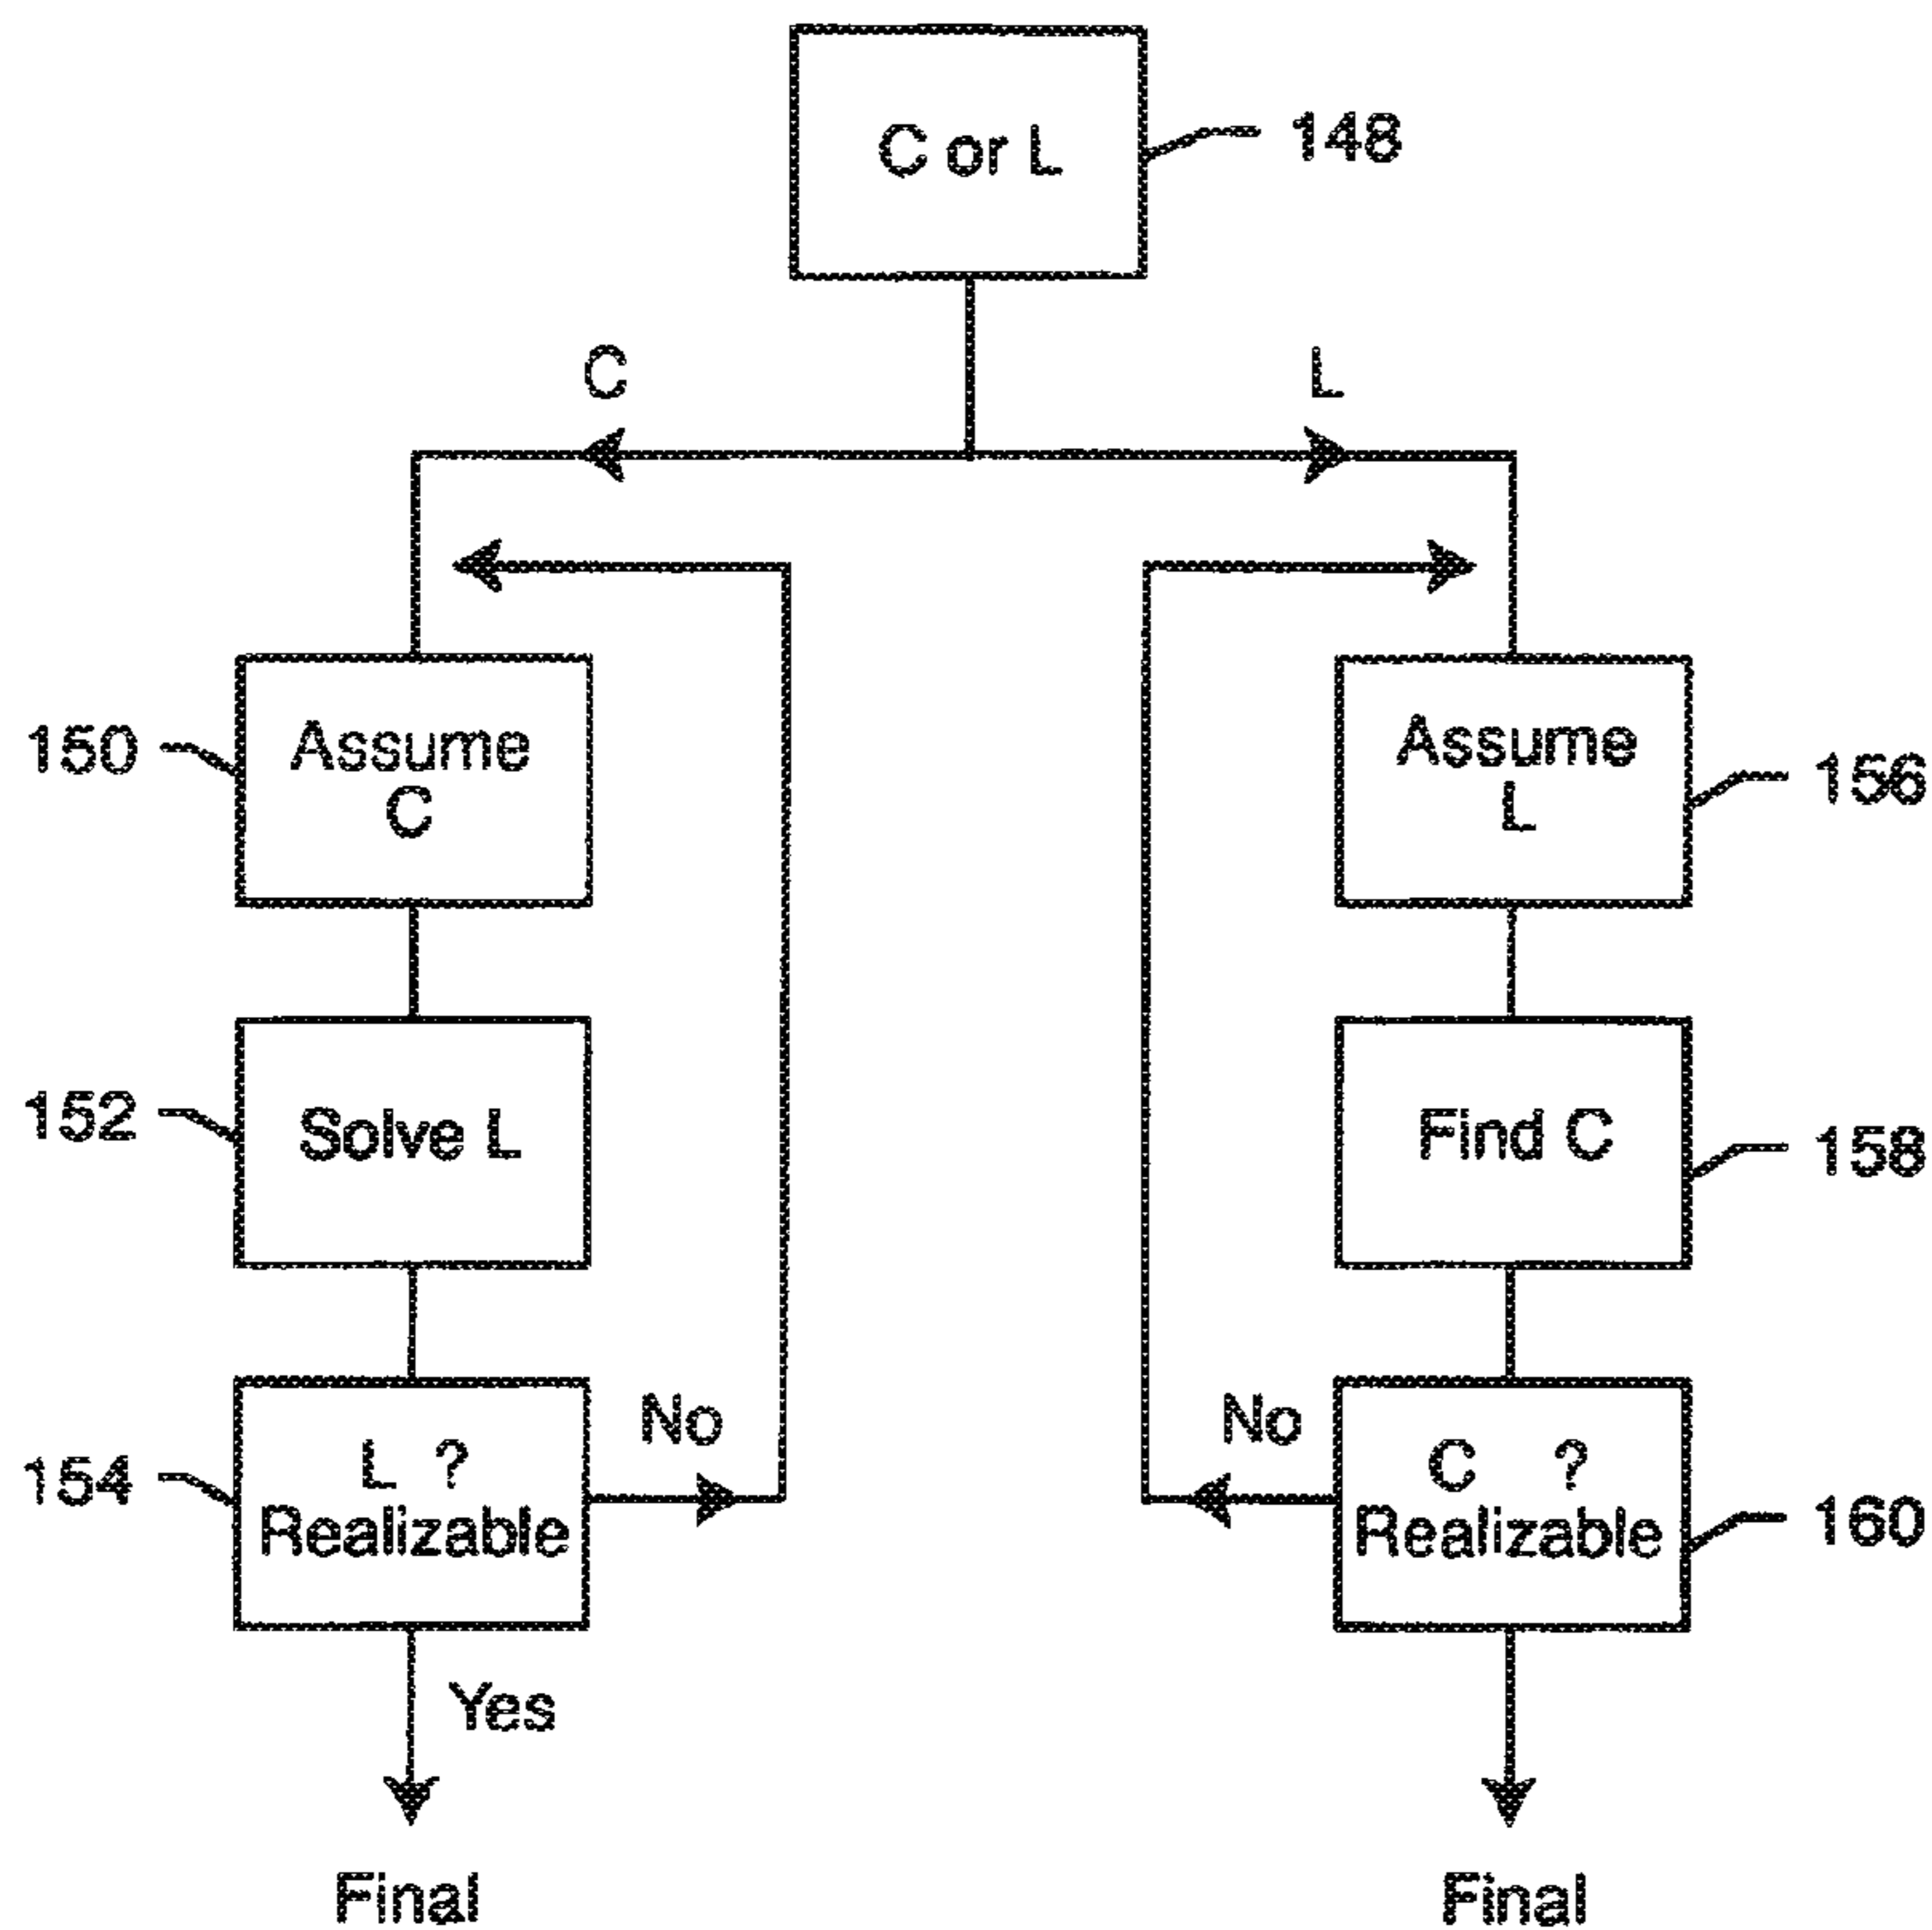 C or L
148
C
L
150
Assume
C
Assume
L
156
152
Solve L
Find C
158
154
L ?
Realizable
No
No
C ?
Realizable
160
Yes
Final
Final